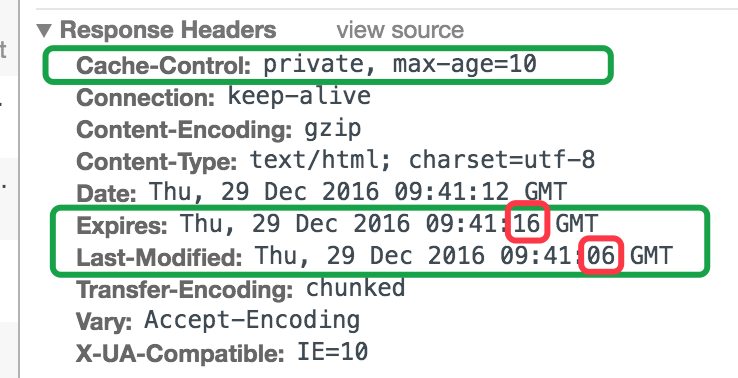 ▼ Response Headers view source
Cache-Control: private, max-age=10
Connection: keep-alive
Content-Encoding: gzip
Content-Type: text/html; charset=utf-8
Date: Thu, 29 Dec 2016 09:41:12 GMT
Expires: Thu, 29 Dec 2016 09:41:16 GMT
Last-Modified: Thu, 29 Dec 2016 09:41:06 GMT
Transfer-Encoding: chunked
Vary: Accept-Encoding
X-UA-Compatible: IE=10